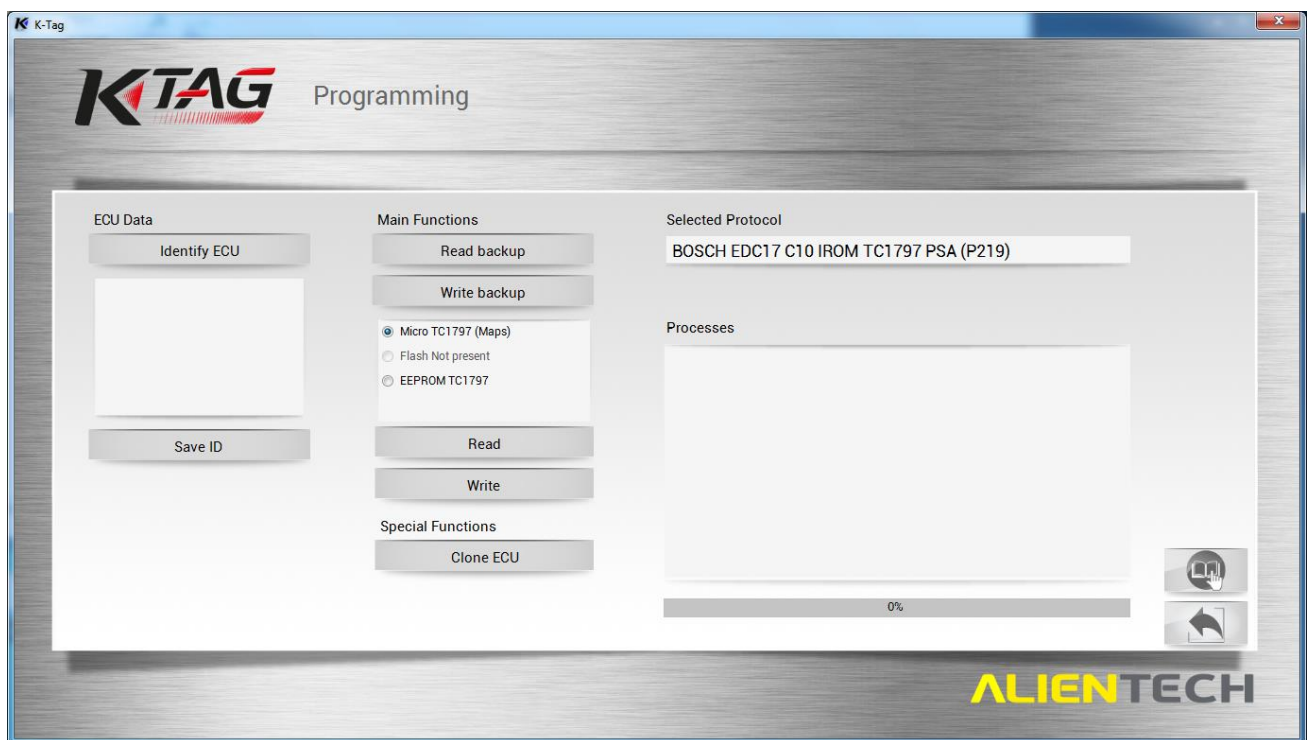 K-Tag
KTAG
Programming
ECU Data
Identify ECU
Save ID
Main Functions
Read backup
Write backup
Micro TC1797 (Maps)
Flash Not present
EEPROM TC1797
Read
Write
Special Functions
Clone ECU
Selected Protocol
BOSCH EDC17 C10 IROM TC1797 PSA (P219)
Processes
0%
ALIENTECH